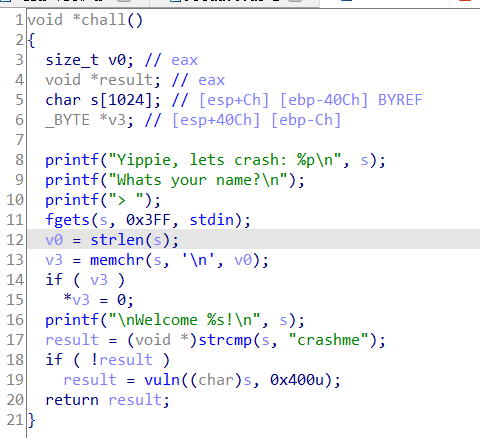 1 void *chall()
2 {
3 size_t v0; // eax
4 void *result; // eax
5 char s[1024]; // [esp+Ch] [ebp-40Ch] BYREF
6 _BYTE *v3; // [esp+40Ch] [ebp-Ch]
7
8 printf("Yippie, lets crash: %p\n", s);
9 printf("Whats your name?\n");
10 printf("> ");
11 fgets(s, 0x3FF, stdin);
12 v0 = strlen(s);
13 v3 = memchr(s, '\n', v0);
14 if ( v3 )
15 *v3 = 0;
16 printf("\nWelcome %s!\n", s);
17 result = (void *)strcmp(s, "crashme");
18 if ( !result )
19 result = vuln((char)s, 0x400u);
20 return result;
21 }